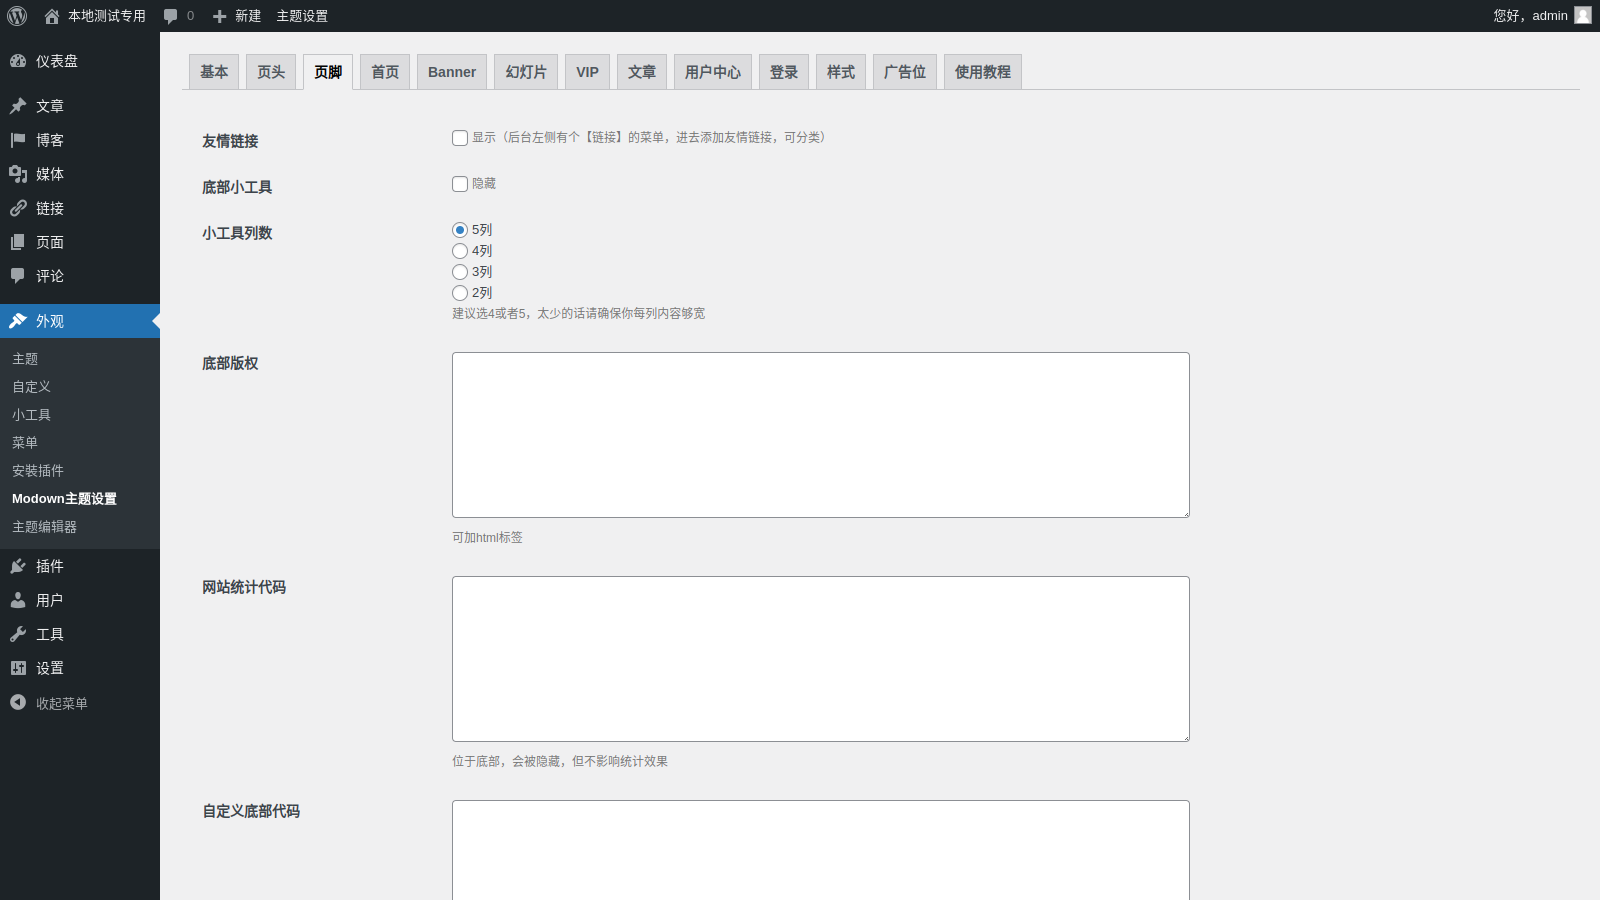 本地测试专用 0 新建 主题设置 您好，admin
仪表盘
文章
博客
媒体
链接
页面
评论
外观
主题
自定义
小工具
菜单
安裝插件
Modown主题设置
主题编辑器
插件
用户
工具
设置
收起菜单
基本 页头 页脚 首页 Banner 幻灯片 VIP 文章 用户中心 登录 样式 广告位 使用教程
友情链接
显示（后台左侧有个【链接】的菜单，进去添加友情链接，可分类）
底部小工具
隐藏
小工具列数
5列
4列
3列
2列
建议选4或者5，太少的话请确保你每列内容够宽
底部版权
可加html标签
网站统计代码
位于底部，会被隐藏，但不影响统计效果
自定义底部代码